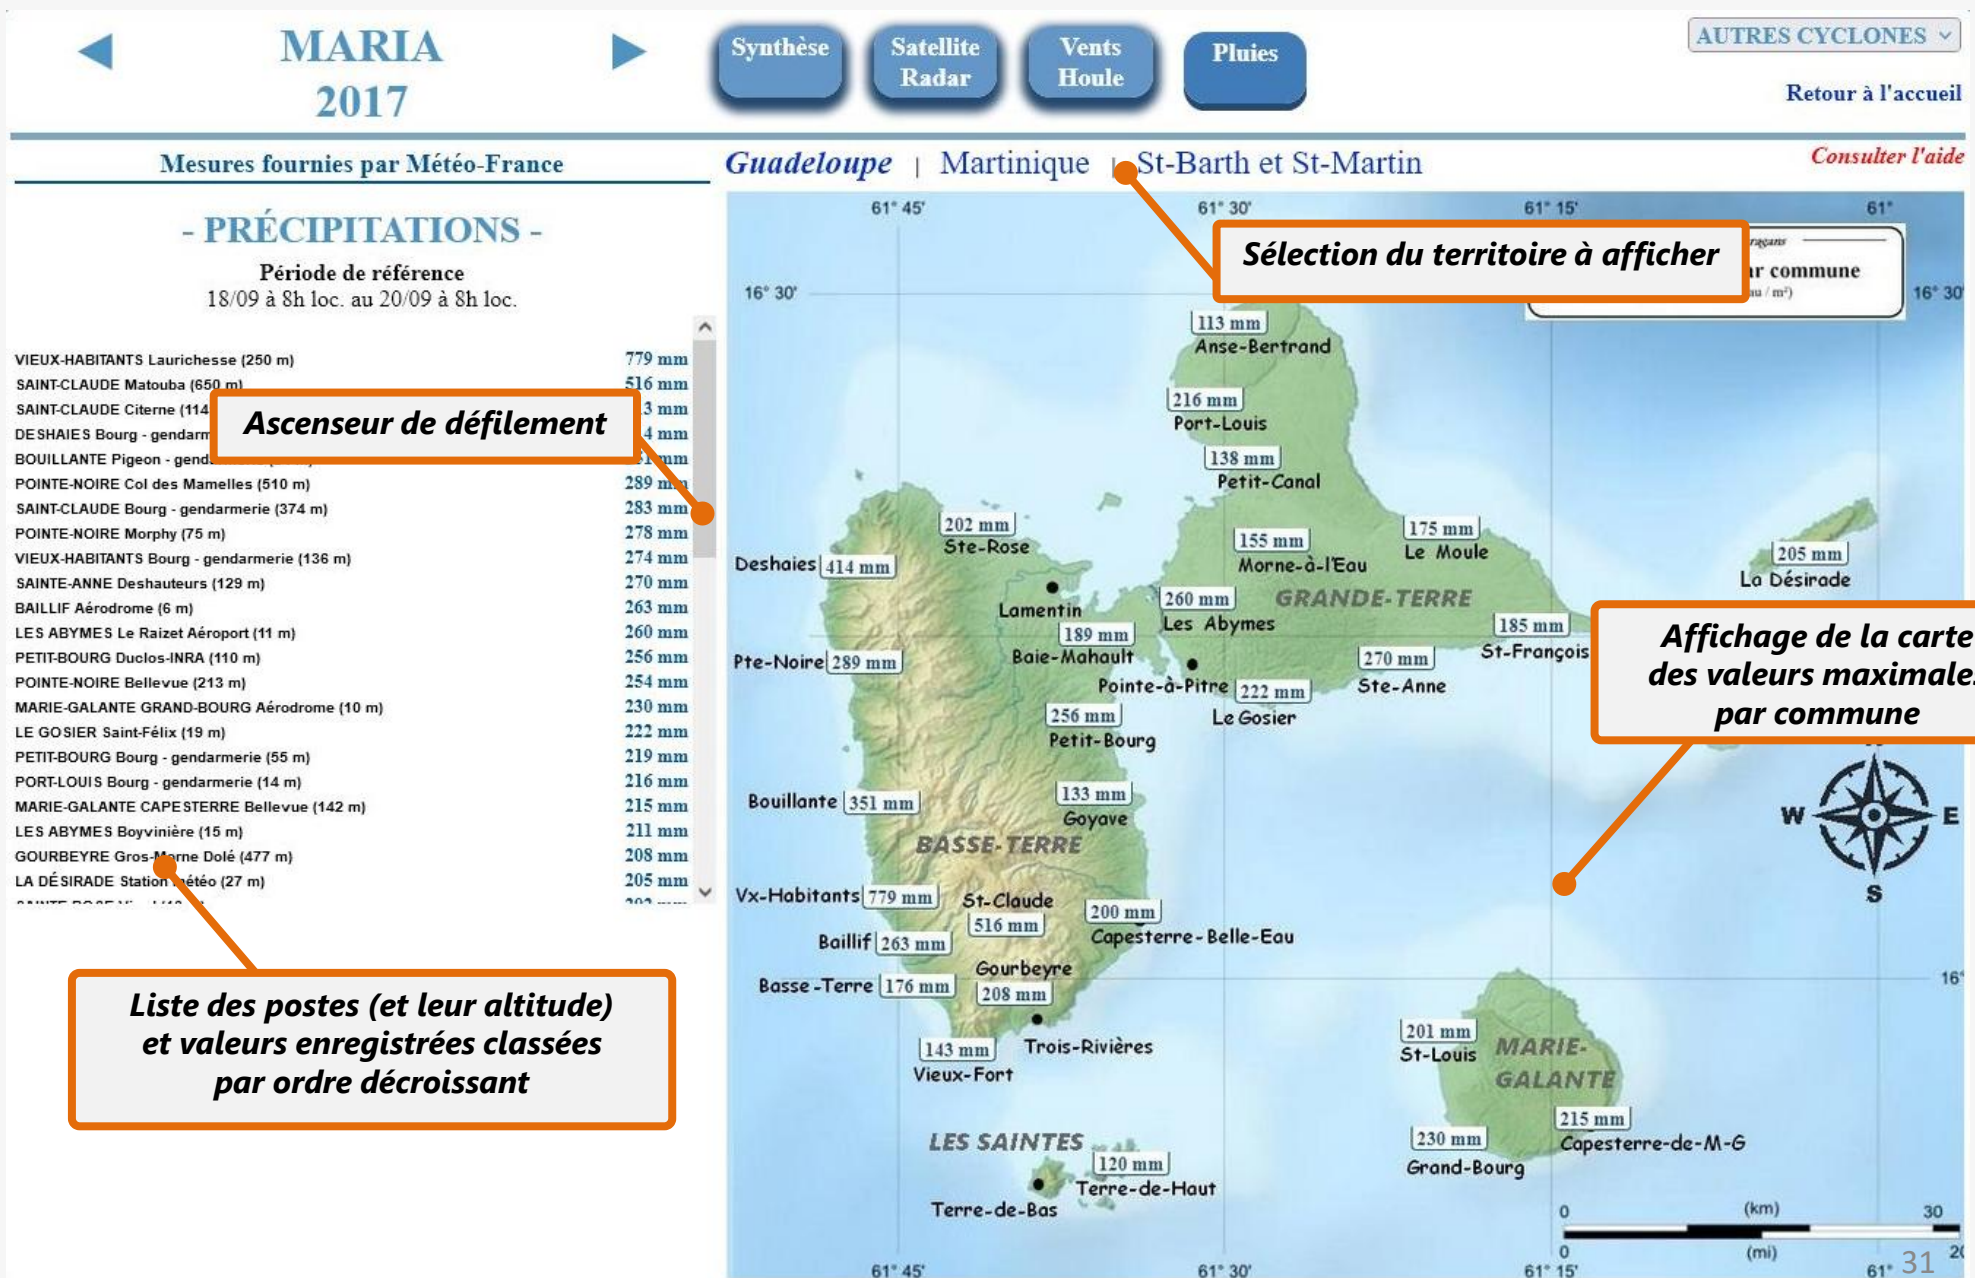 MARIA
2017
Synthèse
Satellite
Radar
Vents
Houle
Pluies
AUTRES CYCLONES
Retour à l'accueil
Mesures fournies par Météo-France
Guadeloupe | Martinique | St-Barth et St-Martin
Consulter l'aide
- PRÉCIPITATIONS -
Période de référence
18/09 à 8h loc. au 20/09 à 8h loc.
VIEUX-HABITANTS Laurichesse (250 m) 779 mm
SAINT-CLAUDE Matouba (650 m) 516 mm
SAINT-CLAUDE Citerne (114 3 mm
DESHAIES Bourg - gendarm 4 mm
BOUILLANTE Pigeon - gend mm
POINTE-NOIRE Col des Mamelles (510 m) 289 mm
SAINT-CLAUDE Bourg - gendarmerie (374 m) 283 mm
POINTE-NOIRE Morphy (75 m) 278 mm
VIEUX-HABITANTS Bourg - gendarmerie (136 m) 274 mm
SAINTE-ANNE Deshauteurs (129 m) 270 mm
BAILLIF Aérodrome (6 m) 263 mm
LES ABYMES Le Raizet Aéroport (11 m) 260 mm
PETIT-BOURG Duclos-INRA (110 m) 256 mm
POINTE-NOIRE Bellevue (213 m) 254 mm
MARIE-GALANTE GRAND-BOURG Aérodrome (10 m) 230 mm
LE GOSIER Saint-Félix (19 m) 222 mm
PETIT-BOURG Bourg - gendarmerie (55 m) 219 mm
PORT-LOUIS Bourg - gendarmerie (14 m) 216 mm
MARIE-GALANTE CAPESTERRE Bellevue (142 m) 215 mm
LES ABYMES Boyvinière (15 m) 211 mm
GOURBEYRE Gros-Morne Dolé (477 m) 208 mm
LA DÉSIRADE Station météo (27 m) 205 mm
Ascenseur de défilement
Liste des postes (et leur altitude)
et valeurs enregistrées classées
par ordre décroissant
61° 45'
61° 30'
61° 15'
61°
Sélection du territoire à afficher
r commune
/ m²)
16° 30'
16° 30'
113 mm
Anse-Bertrand
216 mm
Port-Louis
138 mm
Petit-Canal
202 mm
Ste-Rose
155 mm
Morne-à-l'Eau
175 mm
Le Moule
205 mm
La Désirade
Deshaies 414 mm
Lamentin
260 mm
Les Abymes
GRANDE-TERRE
189 mm
Baie-Mahault
185 mm
St-François
Pte-Noire 289 mm
Pointe-à-Pitre
222 mm
Le Gosier
270 mm
Ste-Anne
Affichage de la carte
des valeurs maximales
par commune
256 mm
Petit-Bourg
Bouillante 351 mm
133 mm
Goyave
BASSE-TERRE
W
E
S
Vx-Habitants 779 mm
St-Claude
516 mm
200 mm
Capesterre-Belle-Eau
Baillif 263 mm
Gourbeyre
208 mm
Basse-Terre 176 mm
16°
143 mm
Vieux-Fort
Trois-Rivières
201 mm
St-Louis
MARIE-
GALANTE
215 mm
Capesterre-de-M-G
230 mm
Grand-Bourg
LES SAINTES
120 mm
Terre-de-Haut
Terre-de-Bas
0 (km) 30
0 (mi) 20
61° 45'
61° 30'
61° 15'
61°
31